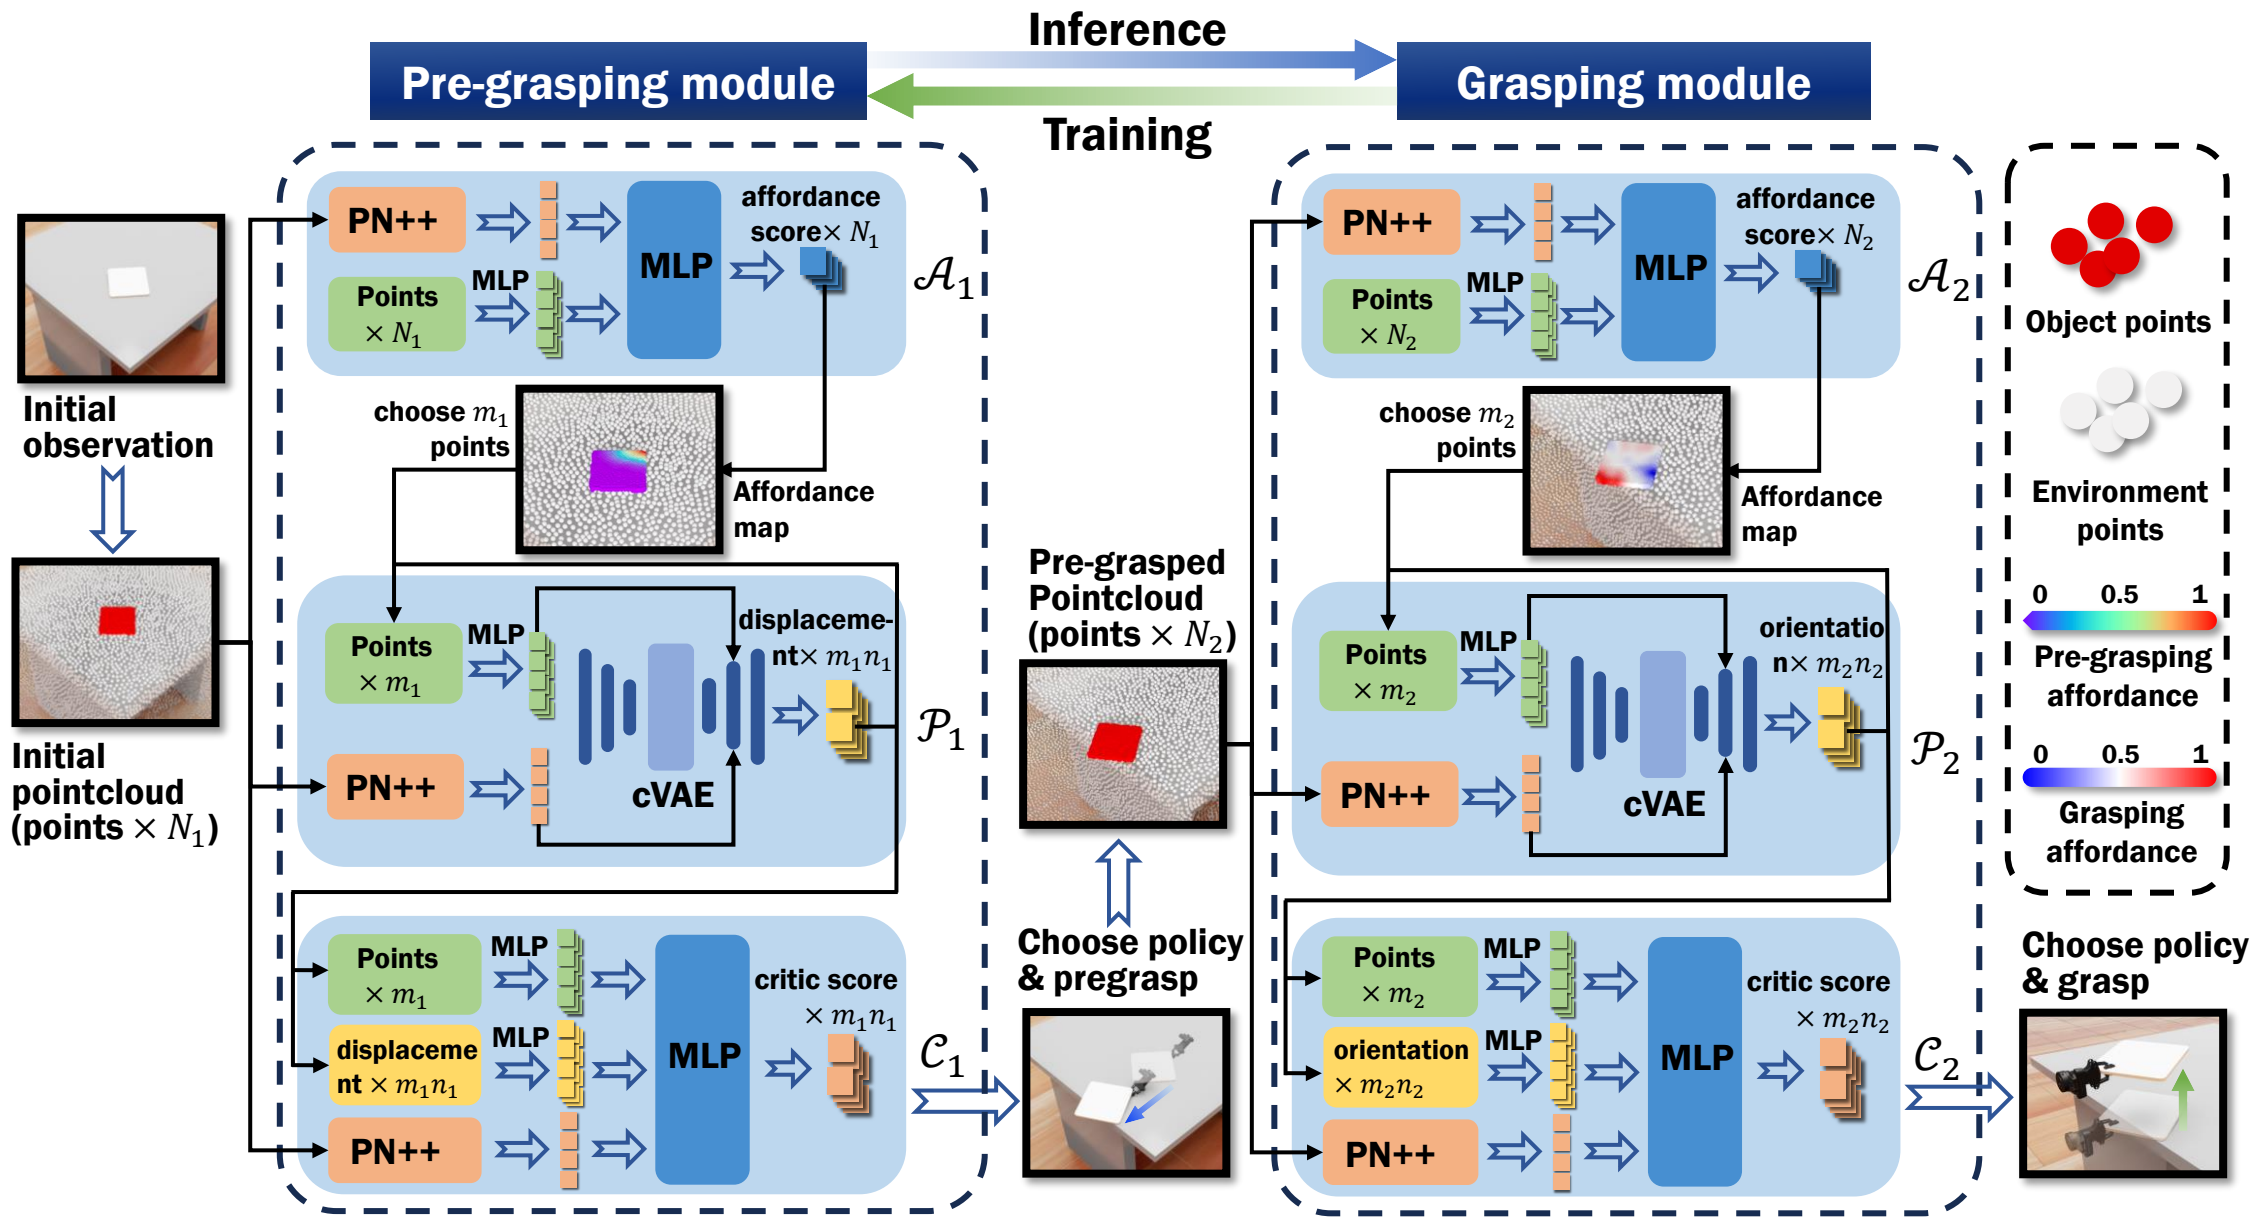 Inference
Pre-grasping module
Grasping module
Training
PN++
MLP
Points
× N₁
MLP
affordance
score× N₁
𝒜₁
Initial
observation
choose m₁
points
Affordance
map
Initial
pointcloud
(points × N₁)
Points
× m₁
MLP
PN++
cVAE
displaceme-
nt× m₁n₁
𝒫₁
Points
× m₁
MLP
displaceme
nt × m₁n₁
MLP
PN++
MLP
critic score
× m₁n₁
𝒞₁
Pre-grasped
Pointcloud
(points × N₂)
Choose policy
& pregrasp
PN++
MLP
Points
× N₂
MLP
affordance
score× N₂
𝒜₂
choose m₂
points
Affordance
map
Points
× m₂
MLP
PN++
cVAE
orientatio
n× m₂n₂
𝒫₂
Points
× m₂
MLP
orientation
× m₂n₂
MLP
PN++
MLP
critic score
× m₂n₂
𝒞₂
Object points
Environment
points
0 0.5 1
Pre-grasping
affordance
0 0.5 1
Grasping
affordance
Choose policy
& grasp